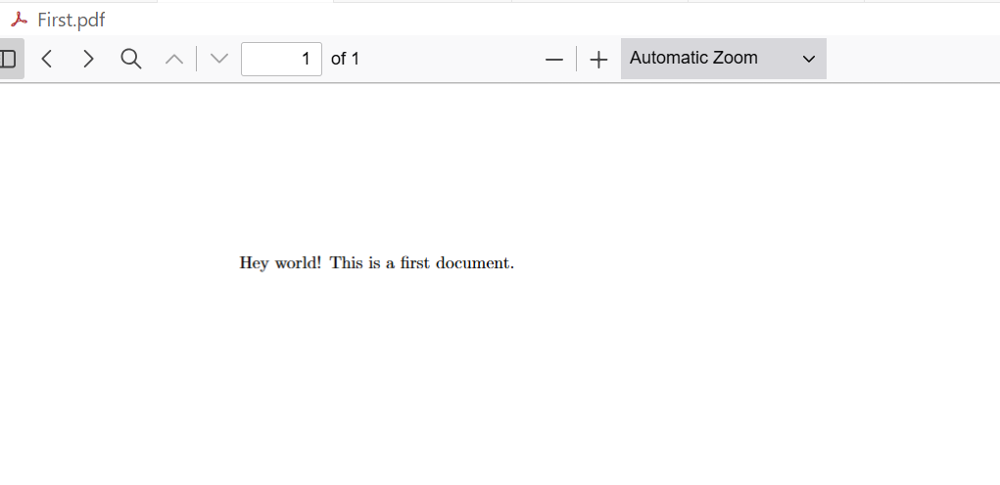 First.pdf
1 of 1
Automatic Zoom
Hey world! This is a first document.